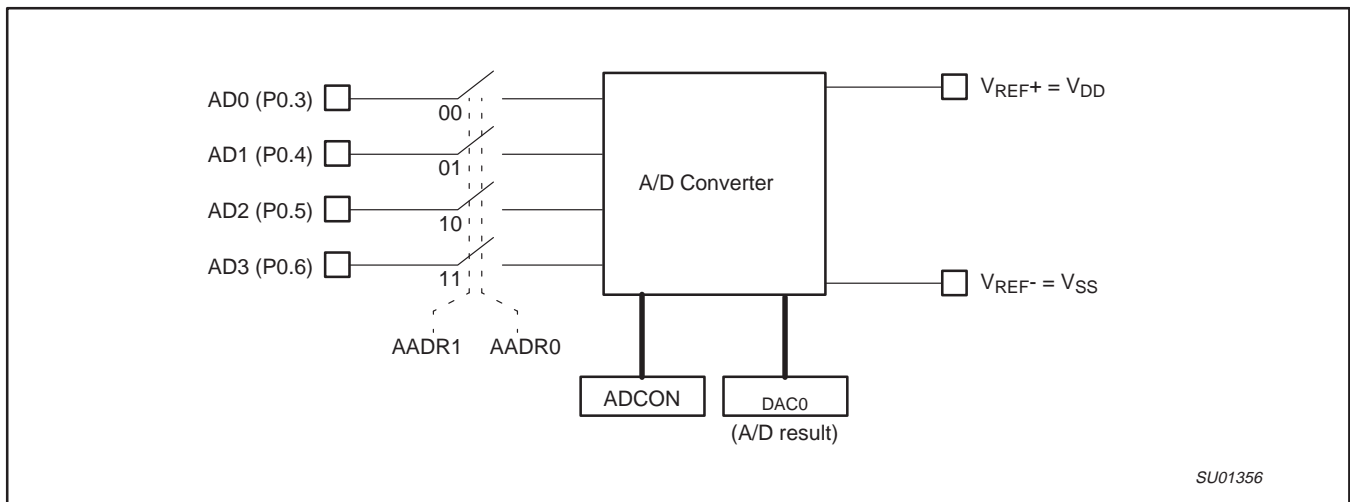 AD0 (P0.3)
00
AD1 (P0.4)
01
AD2 (P0.5)
10
AD3 (P0.6)
11
AADR1 AADR0
A/D Converter
VREF+ = VDD
VREF- = VSS
ADCON
DAC0
(A/D result)
SU01356